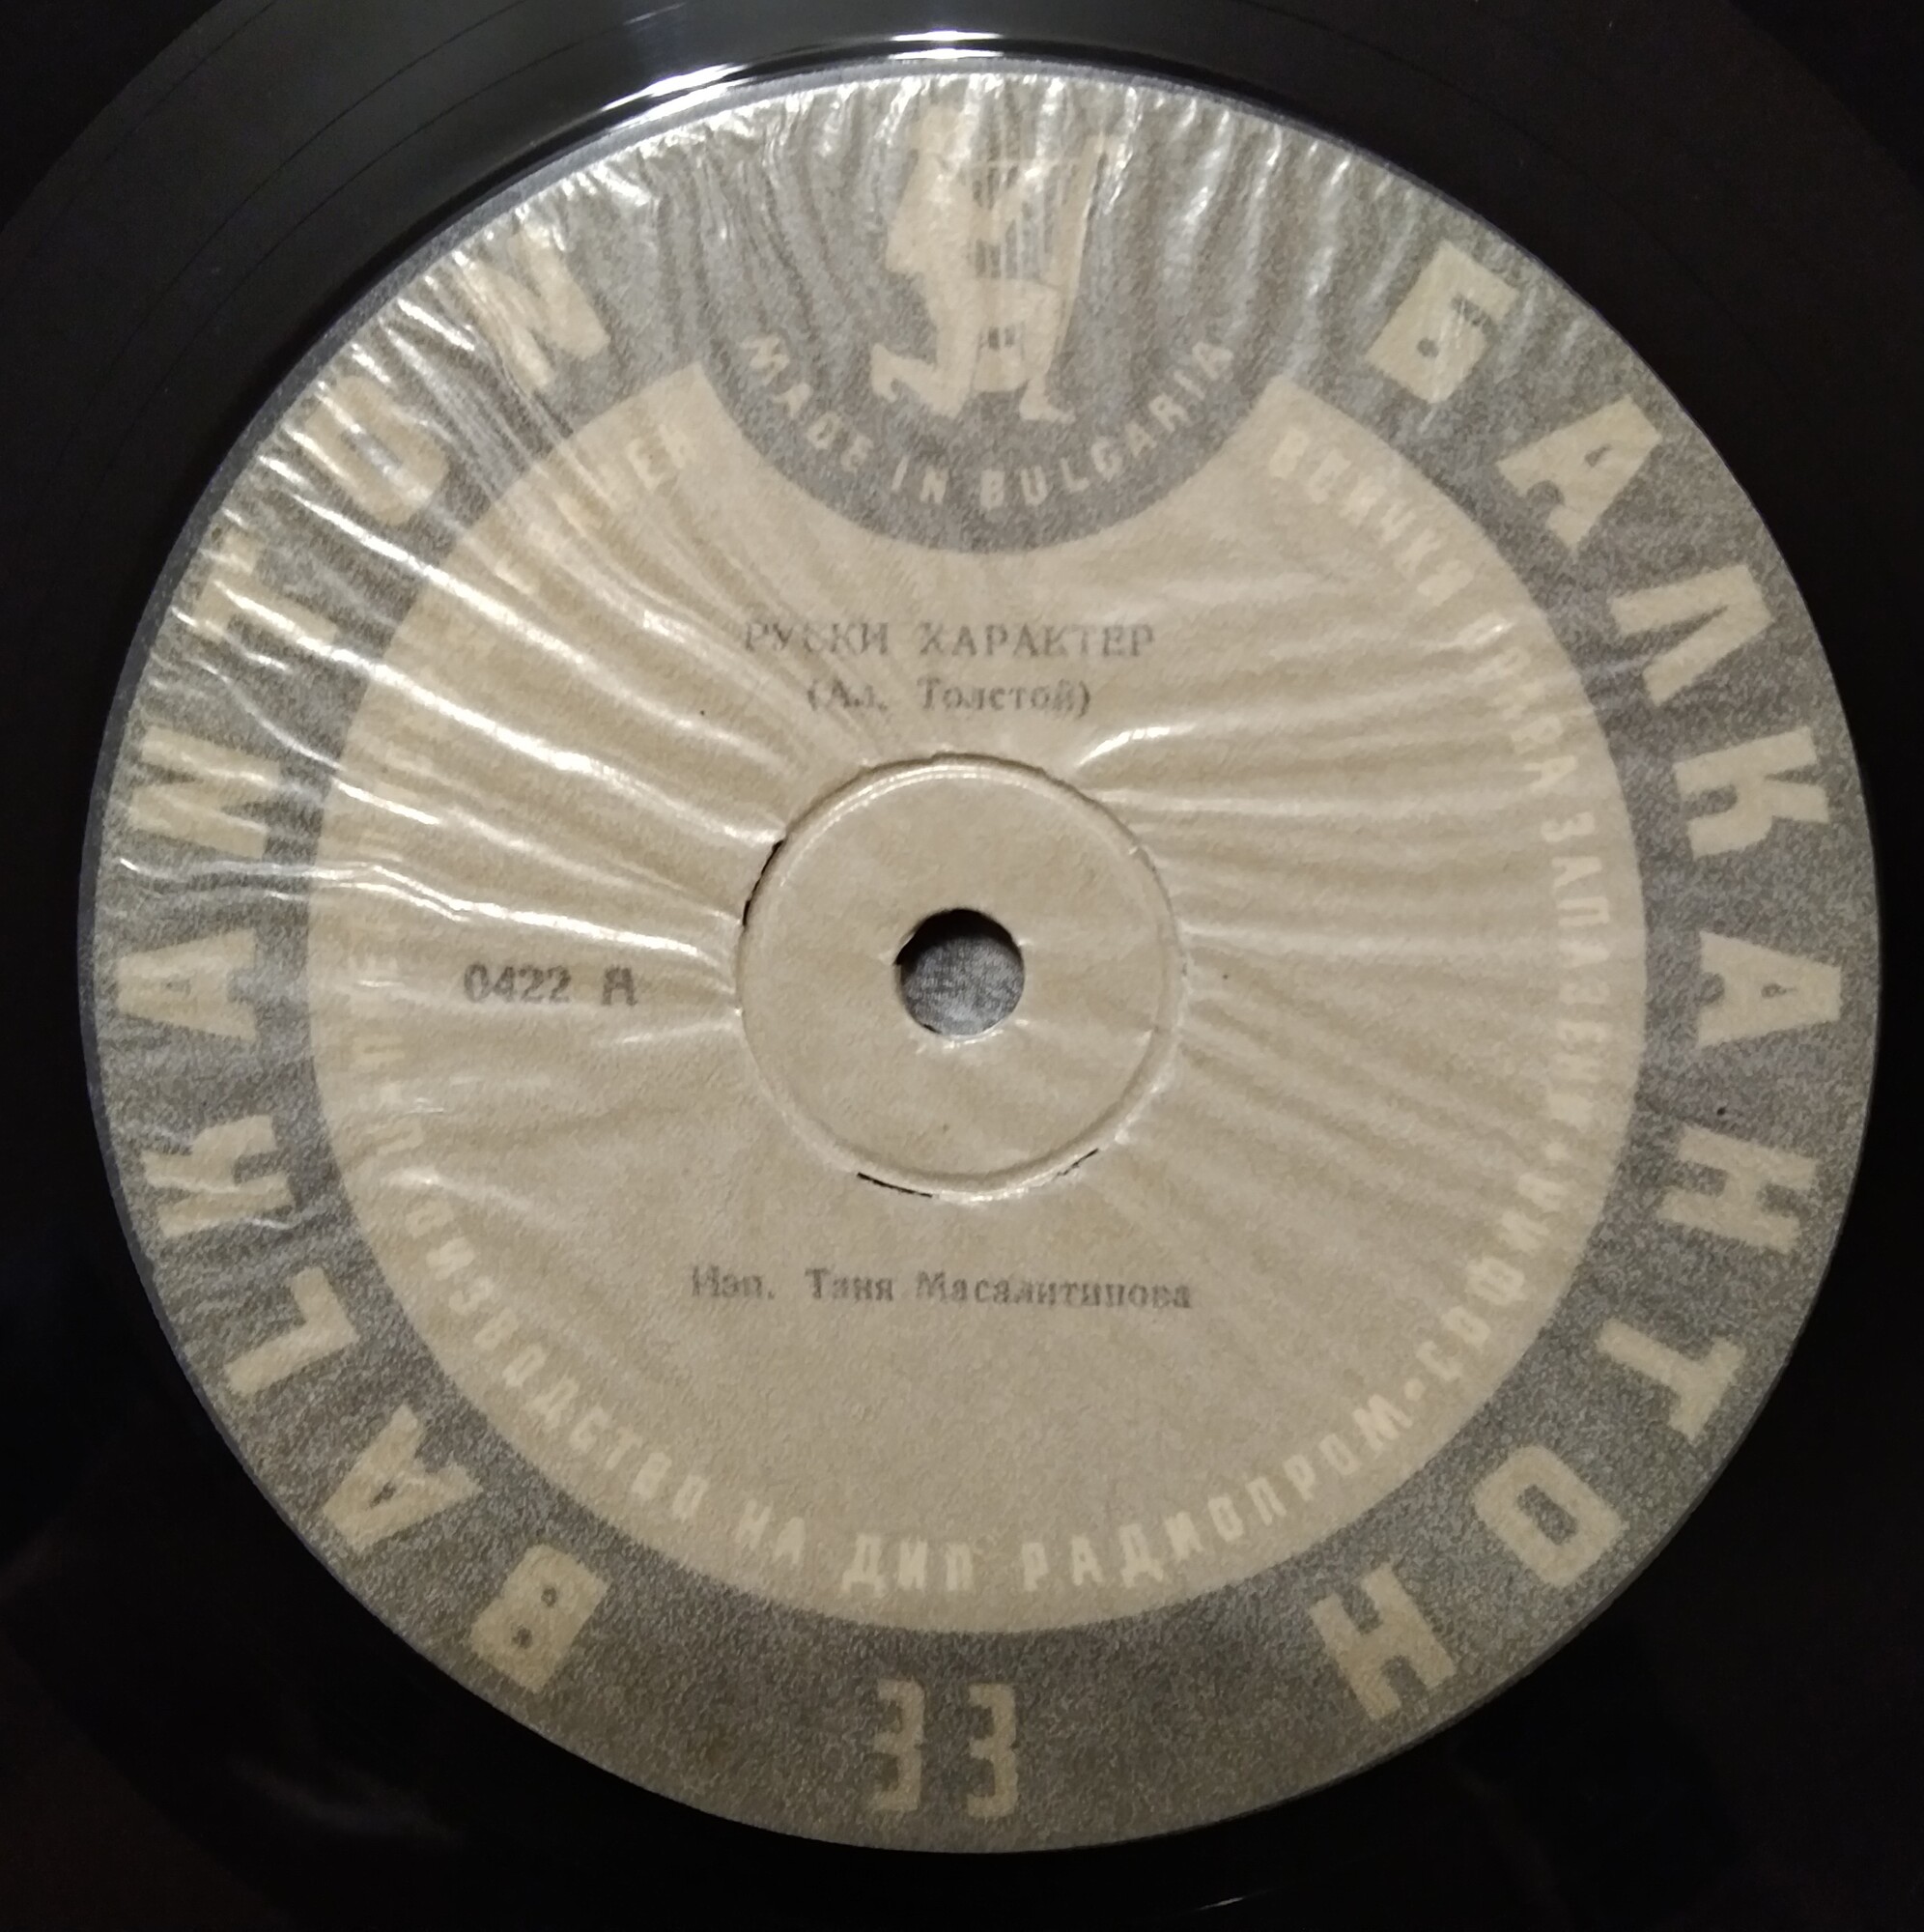 BALKANTON
БАЛКАНТОН
MADE IN BULGARIA
ВСИЧКИ ПРАВА ЗАПАЗЕНИ
РУСКИ ХАРАКТЕР
(Ал. Толстой)
0422 А
Изп. Таня Масалитинова
ПРОИЗВОДСТВО НА ДИП РАДИОПРОМ • СОФИЯ
33